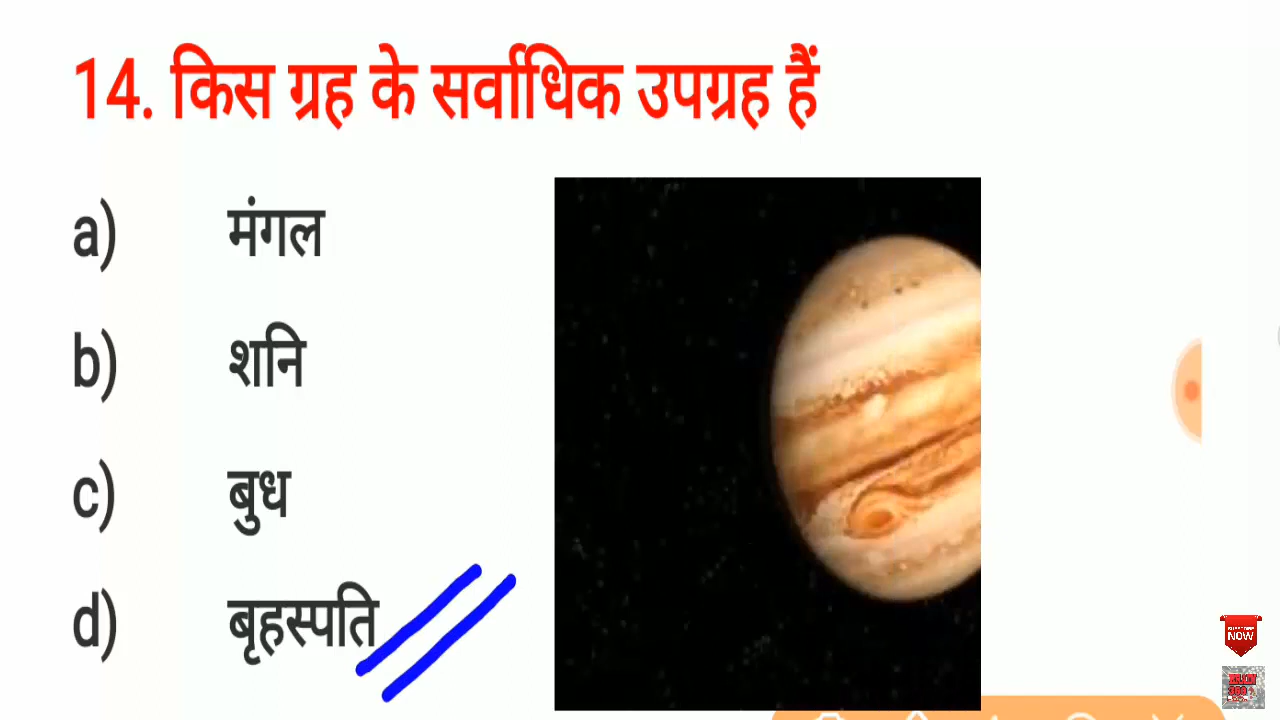 14. किस ग्रह के सर्वाधिक उपग्रह हैं
a) मंगल
b) शनि
c) बुध
d) बृहस्पति
NOW